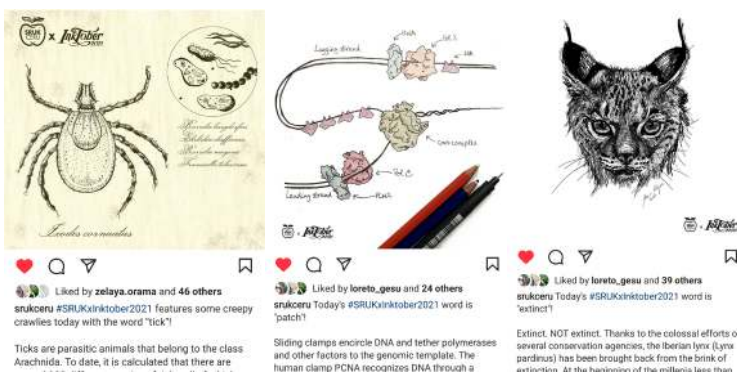 SRUK
CERU
x InkTober
2021
Ixodes cornuatus
Liked by zelaya.orama and 46 others
srukceru #SRUKxInktober2021 features some creepy
crawlies today with the word "tick"!
Ticks are parasitic animals that belong to the class
Arachnida. To date, it is calculated that there are
PCNA
Lagging Strand
Leading Strand
PCNA
InkTober
Liked by loreto_gesu and 24 others
srukceru Today's #SRUKxInktober2021 word is
"patch"!
Sliding clamps encircle DNA and tether polymerases
and other factors to the genomic template. The
human clamp PCNA recognizes DNA through a
InkTober
Liked by loreto_gesu and 39 others
srukceru Today's #SRUKxInktober2021 word is
"extinct"!
Extinct. NOT extinct. Thanks to the colossal efforts o
several conservation agencies, the Iberian lynx (Lynx
pardinus) has been brought back from the brink of
extinction. At the beginning of the millenia less than